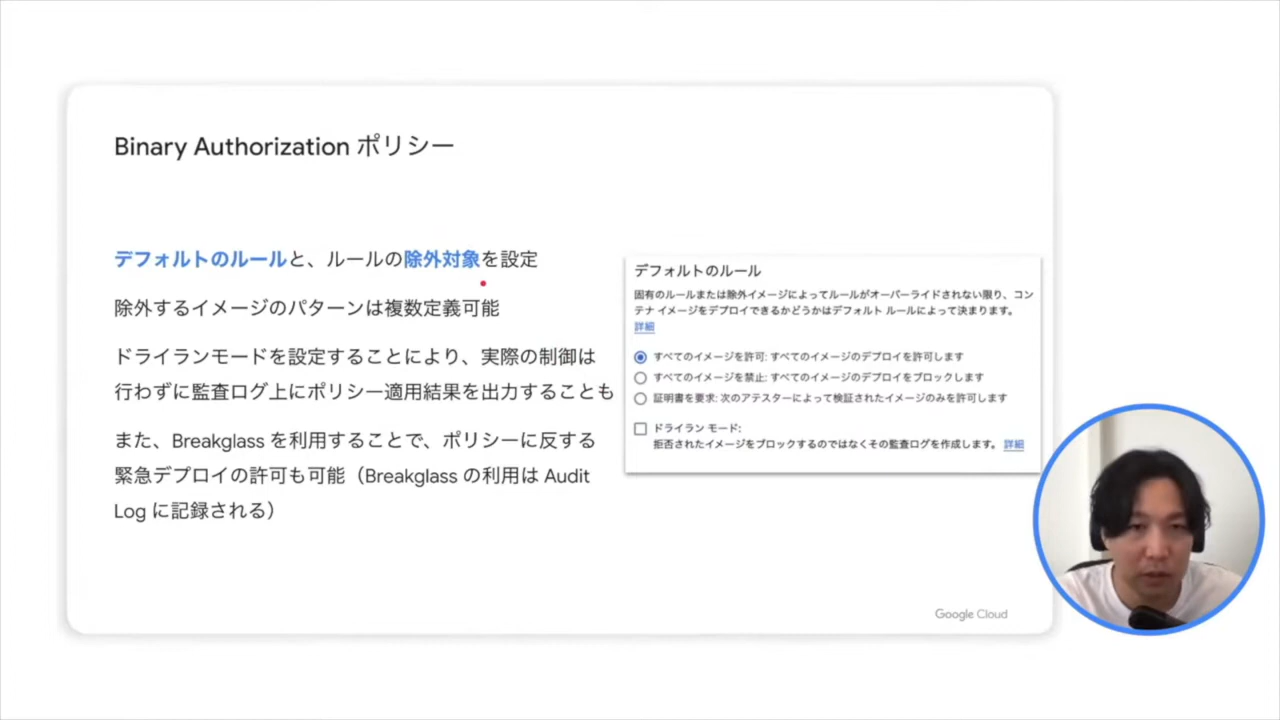 Binary Authorization ポリシー
デフォルトのルールと、ルールの除外対象を設定
除外するイメージのパターンは複数定義可能
ドライランモードを設定することにより、実際の制御は
行わずに監査ログ上にポリシー適用結果を出力することも
また、Breakglass を利用することで、ポリシーに反する
緊急デプロイの許可も可能（Breakglass の利用は Audit
Log に記録される）
デフォルトのルール
固有のルールまたは除外イメージによってルールがオーバーライドされない限り、コン
テナ イメージをデプロイできるかどうかはデフォルト ルールによって決まります。
詳細
すべてのイメージを許可: すべてのイメージのデプロイを許可します
すべてのイメージを禁止: すべてのイメージのデプロイをブロックします
証明書を要求: 次のアテスターによって検証されたイメージのみを許可します
ドライラン モード:
拒否されたイメージをブロックするのではなくその監査ログを作成します。 詳細
Google Cloud